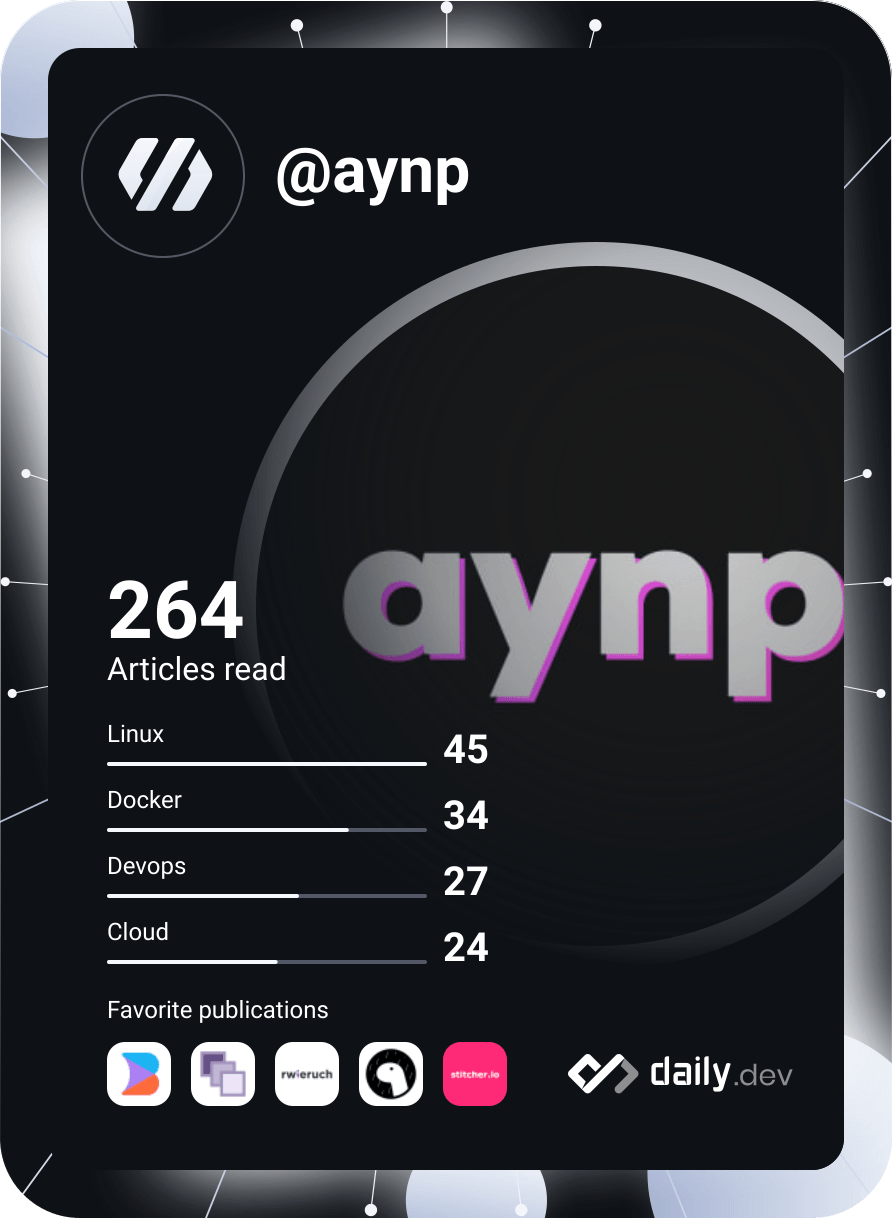 @aynp
aynp
264
Articles read
Linux
45
Docker
34
Devops
27
Cloud
24
Favorite publications
rwieruch
stitcher.io
daily.dev